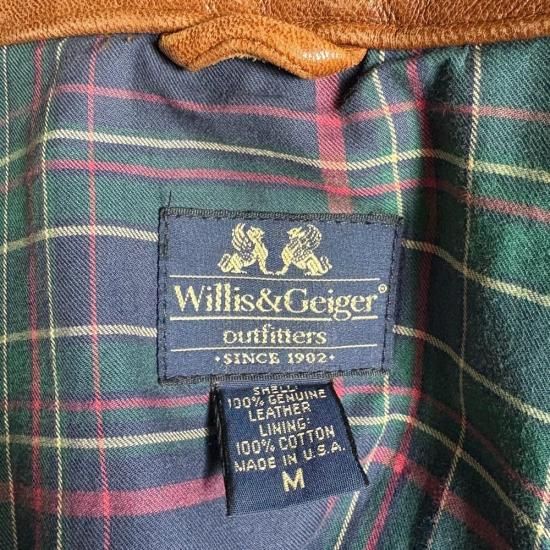 Willis&Geiger®
outfitters
•SINCE 1902•
SHELL:
100% GENUINE
LEATHER
LINING:
100% COTTON
MADE IN U.S.A.
M